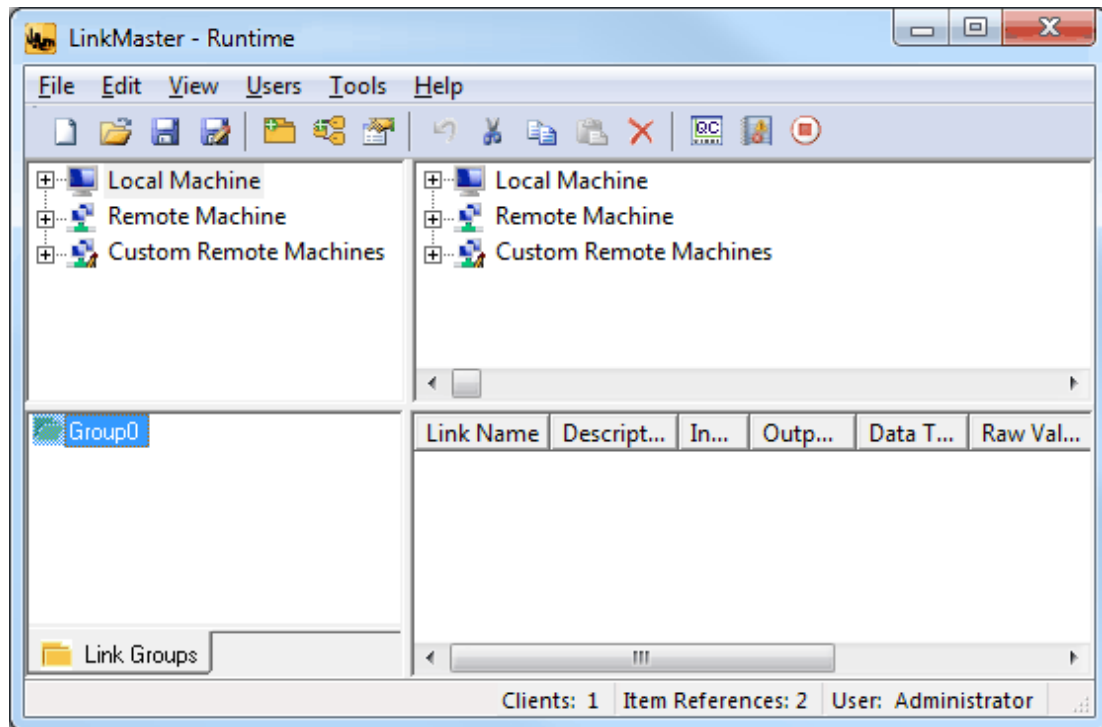 LinkMaster - Runtime
File Edit View Users Tools Help
QC
Local Machine
Remote Machine
Custom Remote Machines
Local Machine
Remote Machine
Custom Remote Machines
Group0
Link Groups
Link Name Descript... In... Outp... Data T... Raw Val...
Clients: 1 Item References: 2 User: Administrator